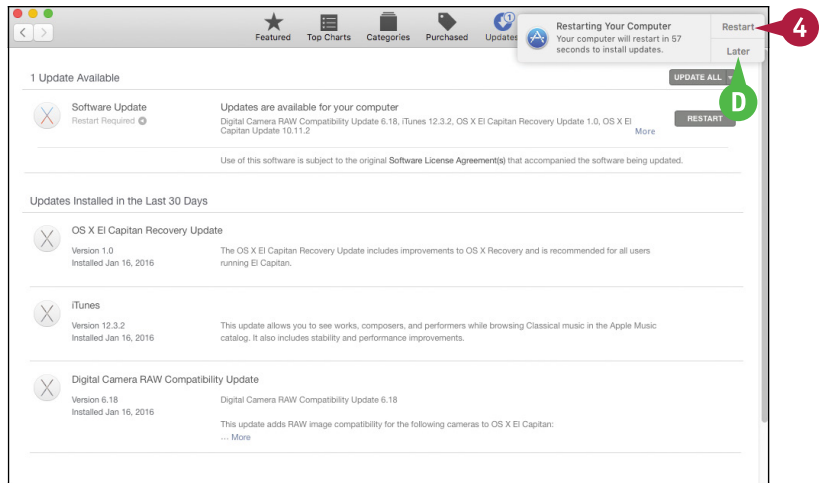 Featured
Top Charts
Categories
Purchased
Updates
1
Restarting Your Computer
Your computer will restart in 57
seconds to install updates.
Restart
Later
4
D
1 Update Available
UPDATE ALL
Software Update
Restart Required
Updates are available for your computer
Digital Camera RAW Compatibility Update 6.18, iTunes 12.3.2, OS X El Capitan Recovery Update 1.0, OS X El
Capitan Update 10.11.2
More
RESTART
Use of this software is subject to the original Software License Agreement(s) that accompanied the software being updated.
Updates Installed in the Last 30 Days
OS X El Capitan Recovery Update
Version 1.0
Installed Jan 16, 2016
The OS X El Capitan Recovery Update includes improvements to OS X Recovery and is recommended for all users
running El Capitan.
iTunes
Version 12.3.2
Installed Jan 16, 2016
This update allows you to see works, composers, and performers while browsing Classical music in the Apple Music
catalog. It also includes stability and performance improvements.
Digital Camera RAW Compatibility Update
Version 6.18
Installed Jan 16, 2016
Digital Camera RAW Compatibility Update 6.18
This update adds RAW image compatibility for the following cameras to OS X El Capitan:
... More